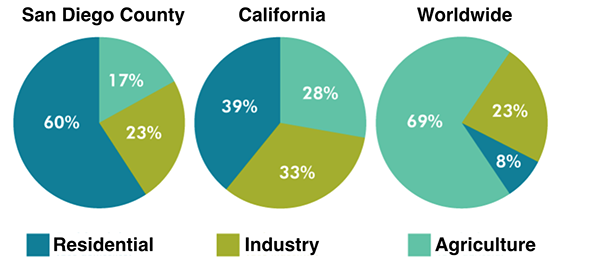 San Diego County
California
Worldwide
17%
60%
23%
39%
28%
33%
69%
23%
8%
Residential
Industry
Agriculture